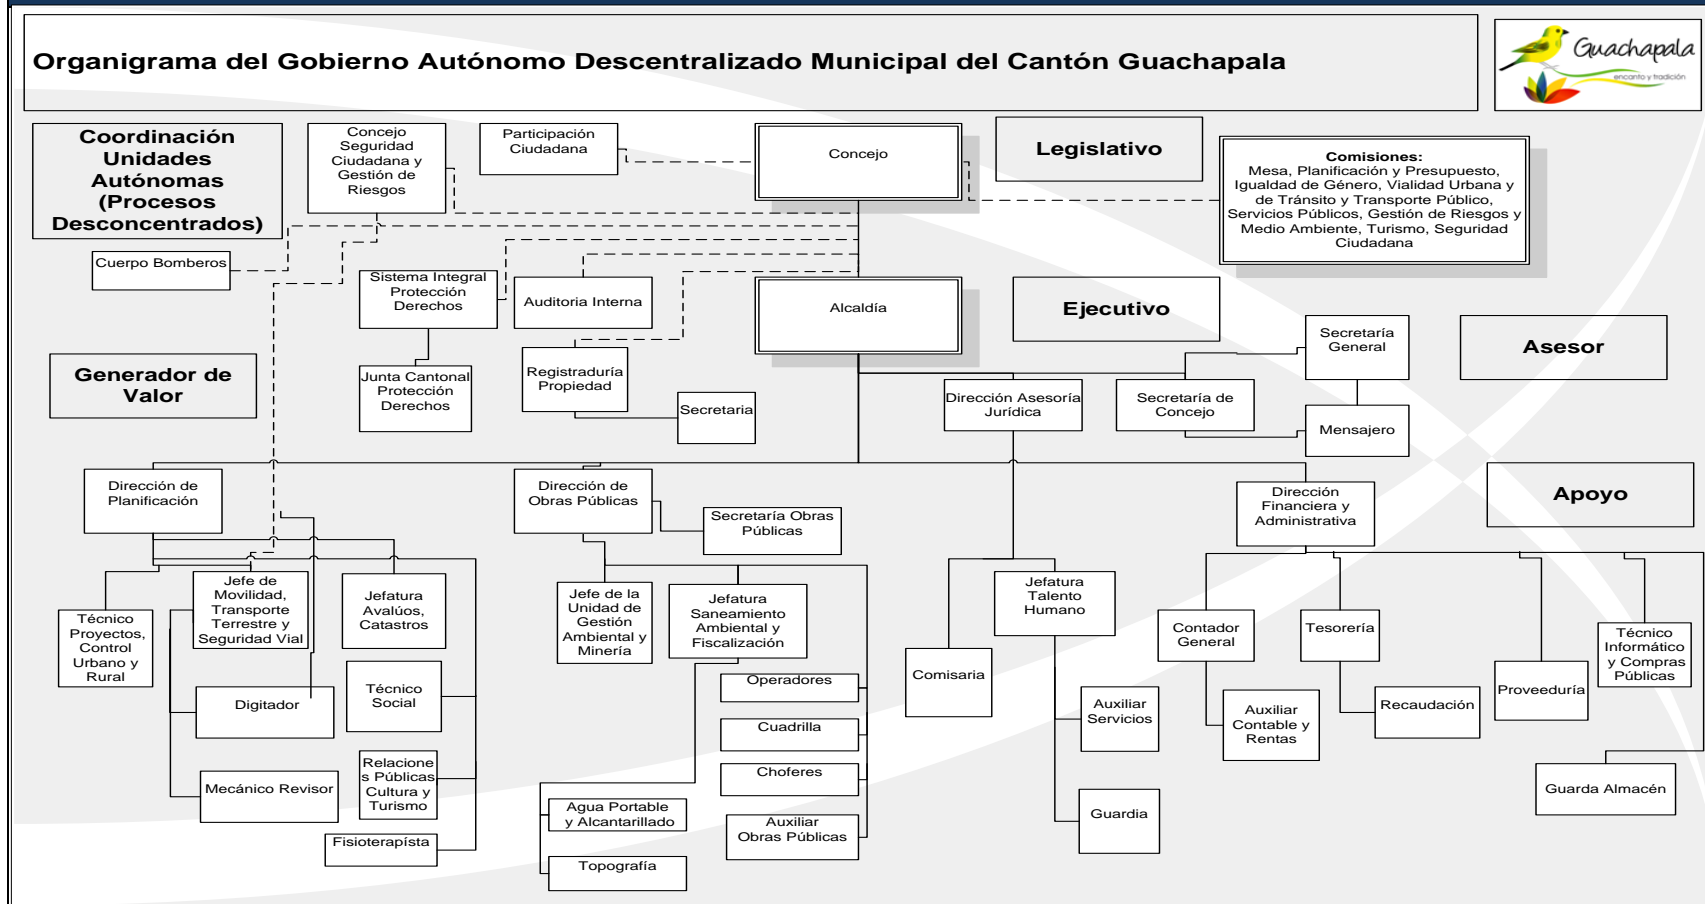 Organigrama del Gobierno Autónomo Descentralizado Municipal del Cantón Guachapala
Guachapala
encanto y tradición
Coordinación
Unidades
Autónomas
(Procesos
Desconcentrados)
Concejo
Seguridad
Ciudadana y
Gestión de
Riesgos
Participación
Ciudadana
Concejo
Legislativo
Comisiones:
Mesa, Planificación y Presupuesto,
Igualdad de Género, Vialidad Urbana y
de Tránsito y Transporte Público,
Servicios Públicos, Gestión de Riesgos y
Medio Ambiente, Turismo, Seguridad
Ciudadana
Cuerpo Bomberos
Sistema Integral
Protección
Derechos
Auditoria Interna
Alcaldía
Ejecutivo
Secretaría
General
Asesor
Generador de
Valor
Junta Cantonal
Protección
Derechos
Registraduría
Propiedad
Secretaria
Dirección Asesoría
Jurídica
Secretaría de
Concejo
Mensajero
Dirección de
Planificación
Dirección de
Obras Públicas
Secretaría Obras
Públicas
Dirección
Financiera y
Administrativa
Apoyo
Técnico
Proyectos,
Control
Urbano y
Rural
Jefe de
Movilidad,
Transporte
Terrestre y
Seguridad Vial
Jefatura
Avalúos,
Catastros
Jefe de la
Unidad de
Gestión
Ambiental y
Minería
Jefatura
Saneamiento
Ambiental y
Fiscalización
Jefatura
Talento
Humano
Contador
General
Tesorería
Técnico
Informático
y Compras
Públicas
Digitador
Técnico
Social
Operadores
Comisaria
Auxiliar
Servicios
Auxiliar
Contable y
Rentas
Recaudación
Proveeduría
Cuadrilla
Mecánico Revisor
Relacione
s Públicas
Cultura y
Turismo
Choferes
Guarda Almacén
Agua Portable
y Alcantarillado
Auxiliar
Obras Públicas
Guardia
Fisioterapísta
Topografía